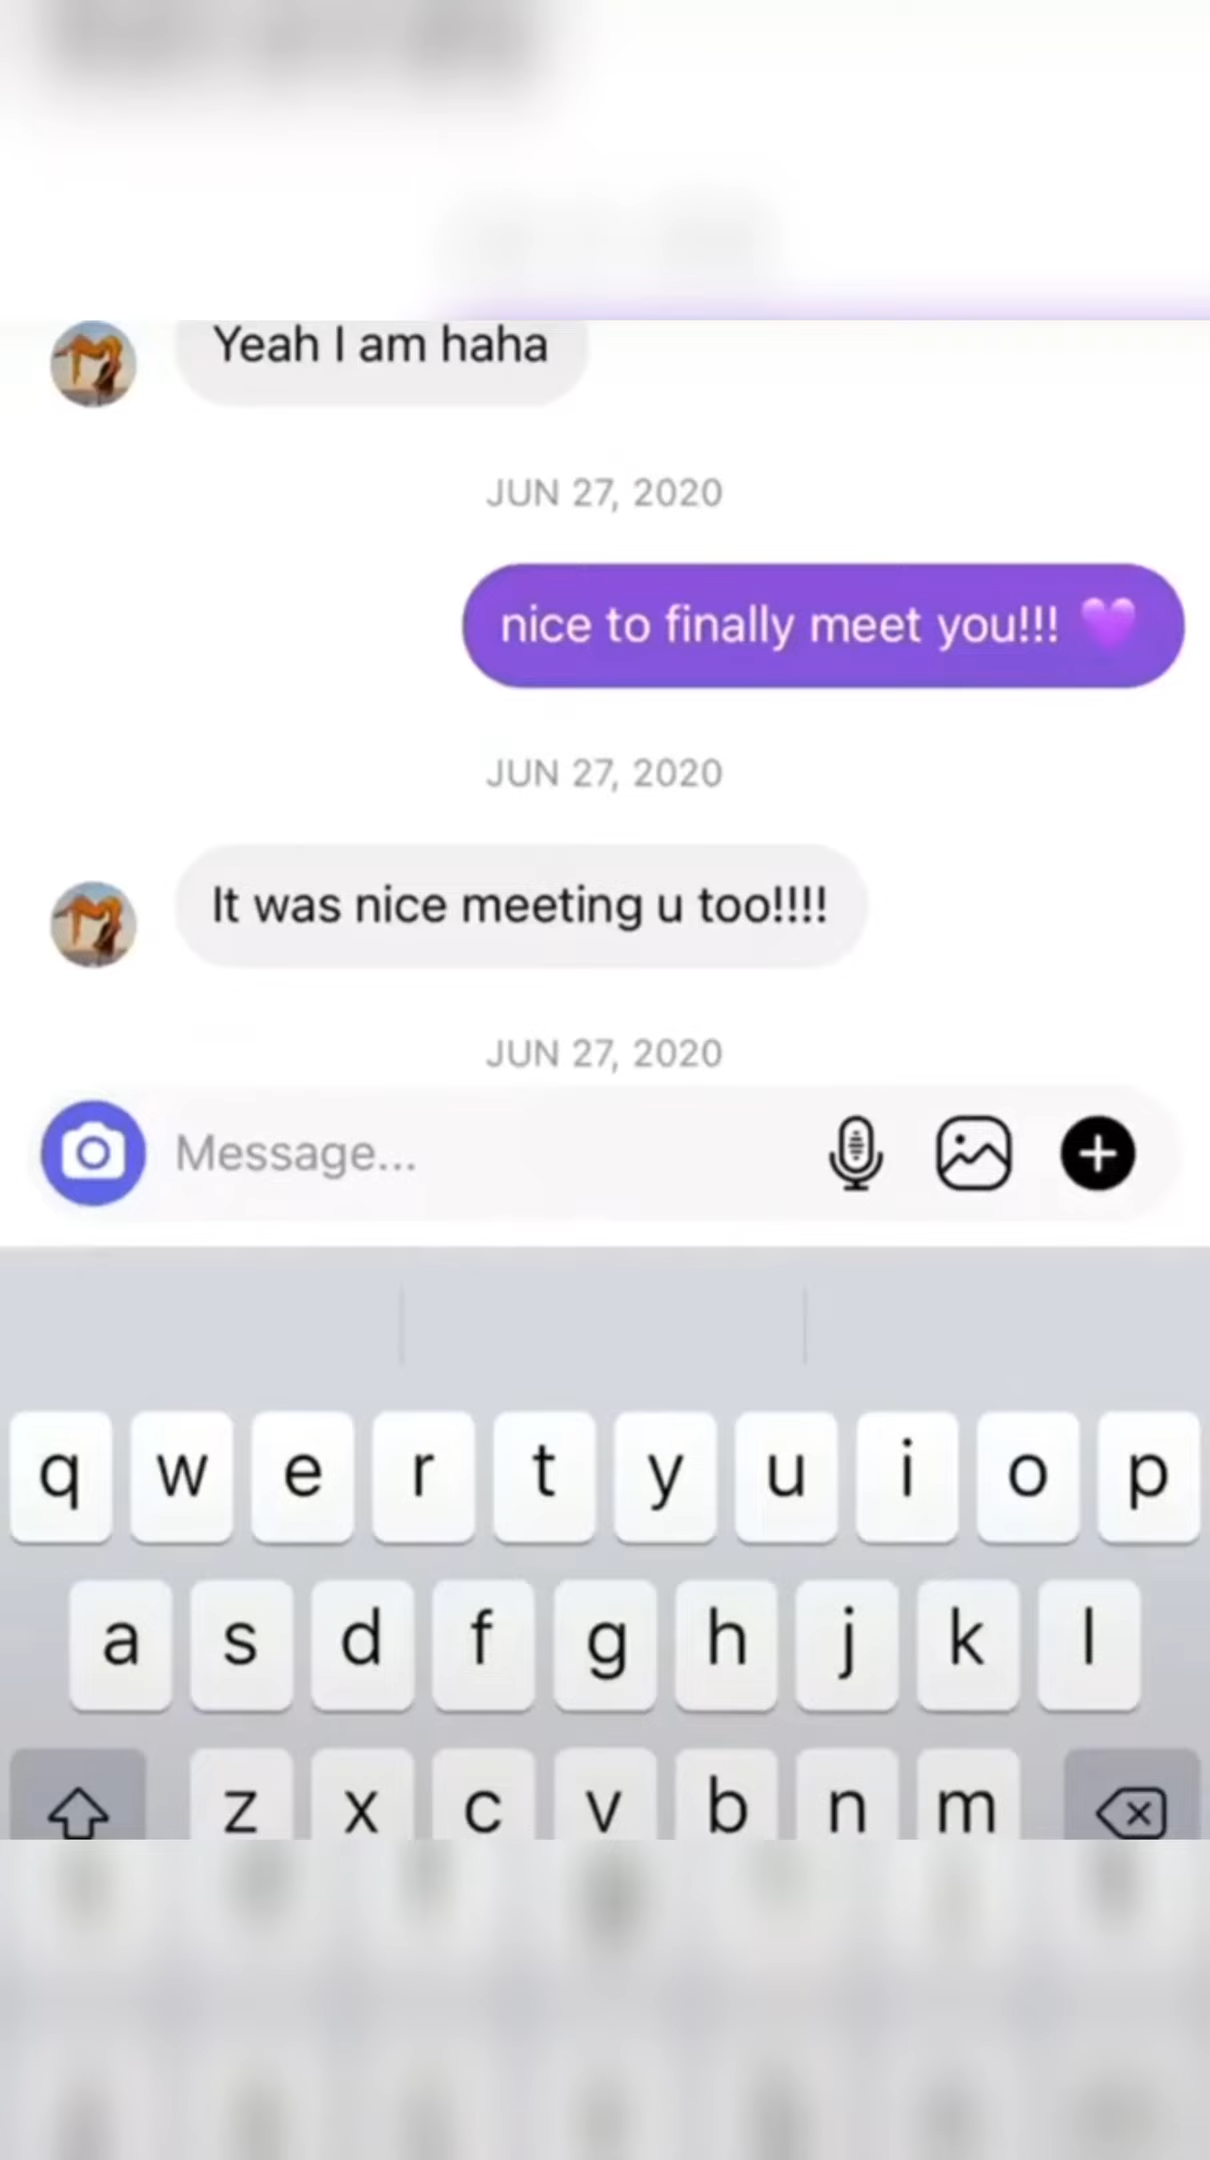 Yeah I am haha
JUN 27, 2020
nice to finally meet you!!! 💜
JUN 27, 2020
It was nice meeting u too!!!!
JUN 27, 2020
Message...
q w e r t y u i o p
a s d f g h j k l
z x c v b n m